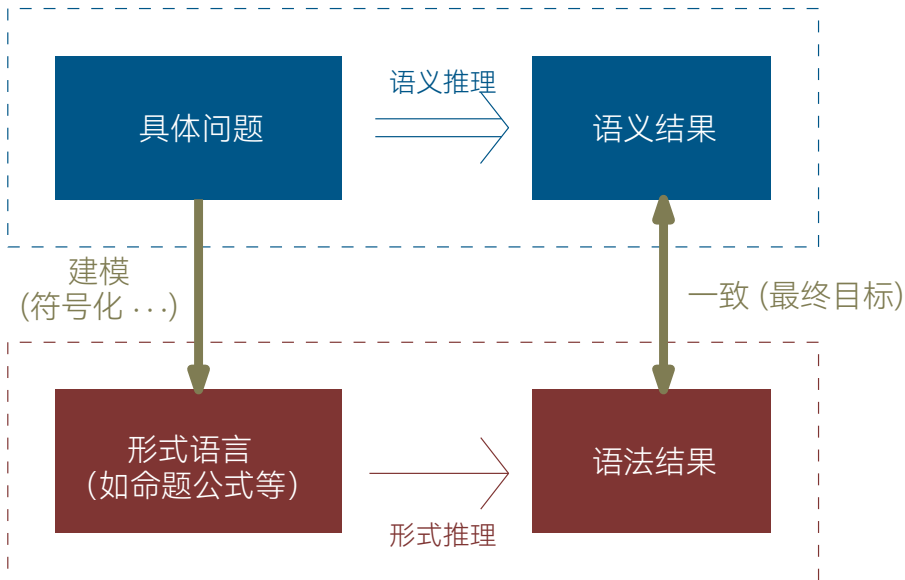 具体问题
语义推理
语义结果
建模
(符号化 . . .)
一致 (最终目标)
形式语言
（如命题公式等）
形式推理
语法结果